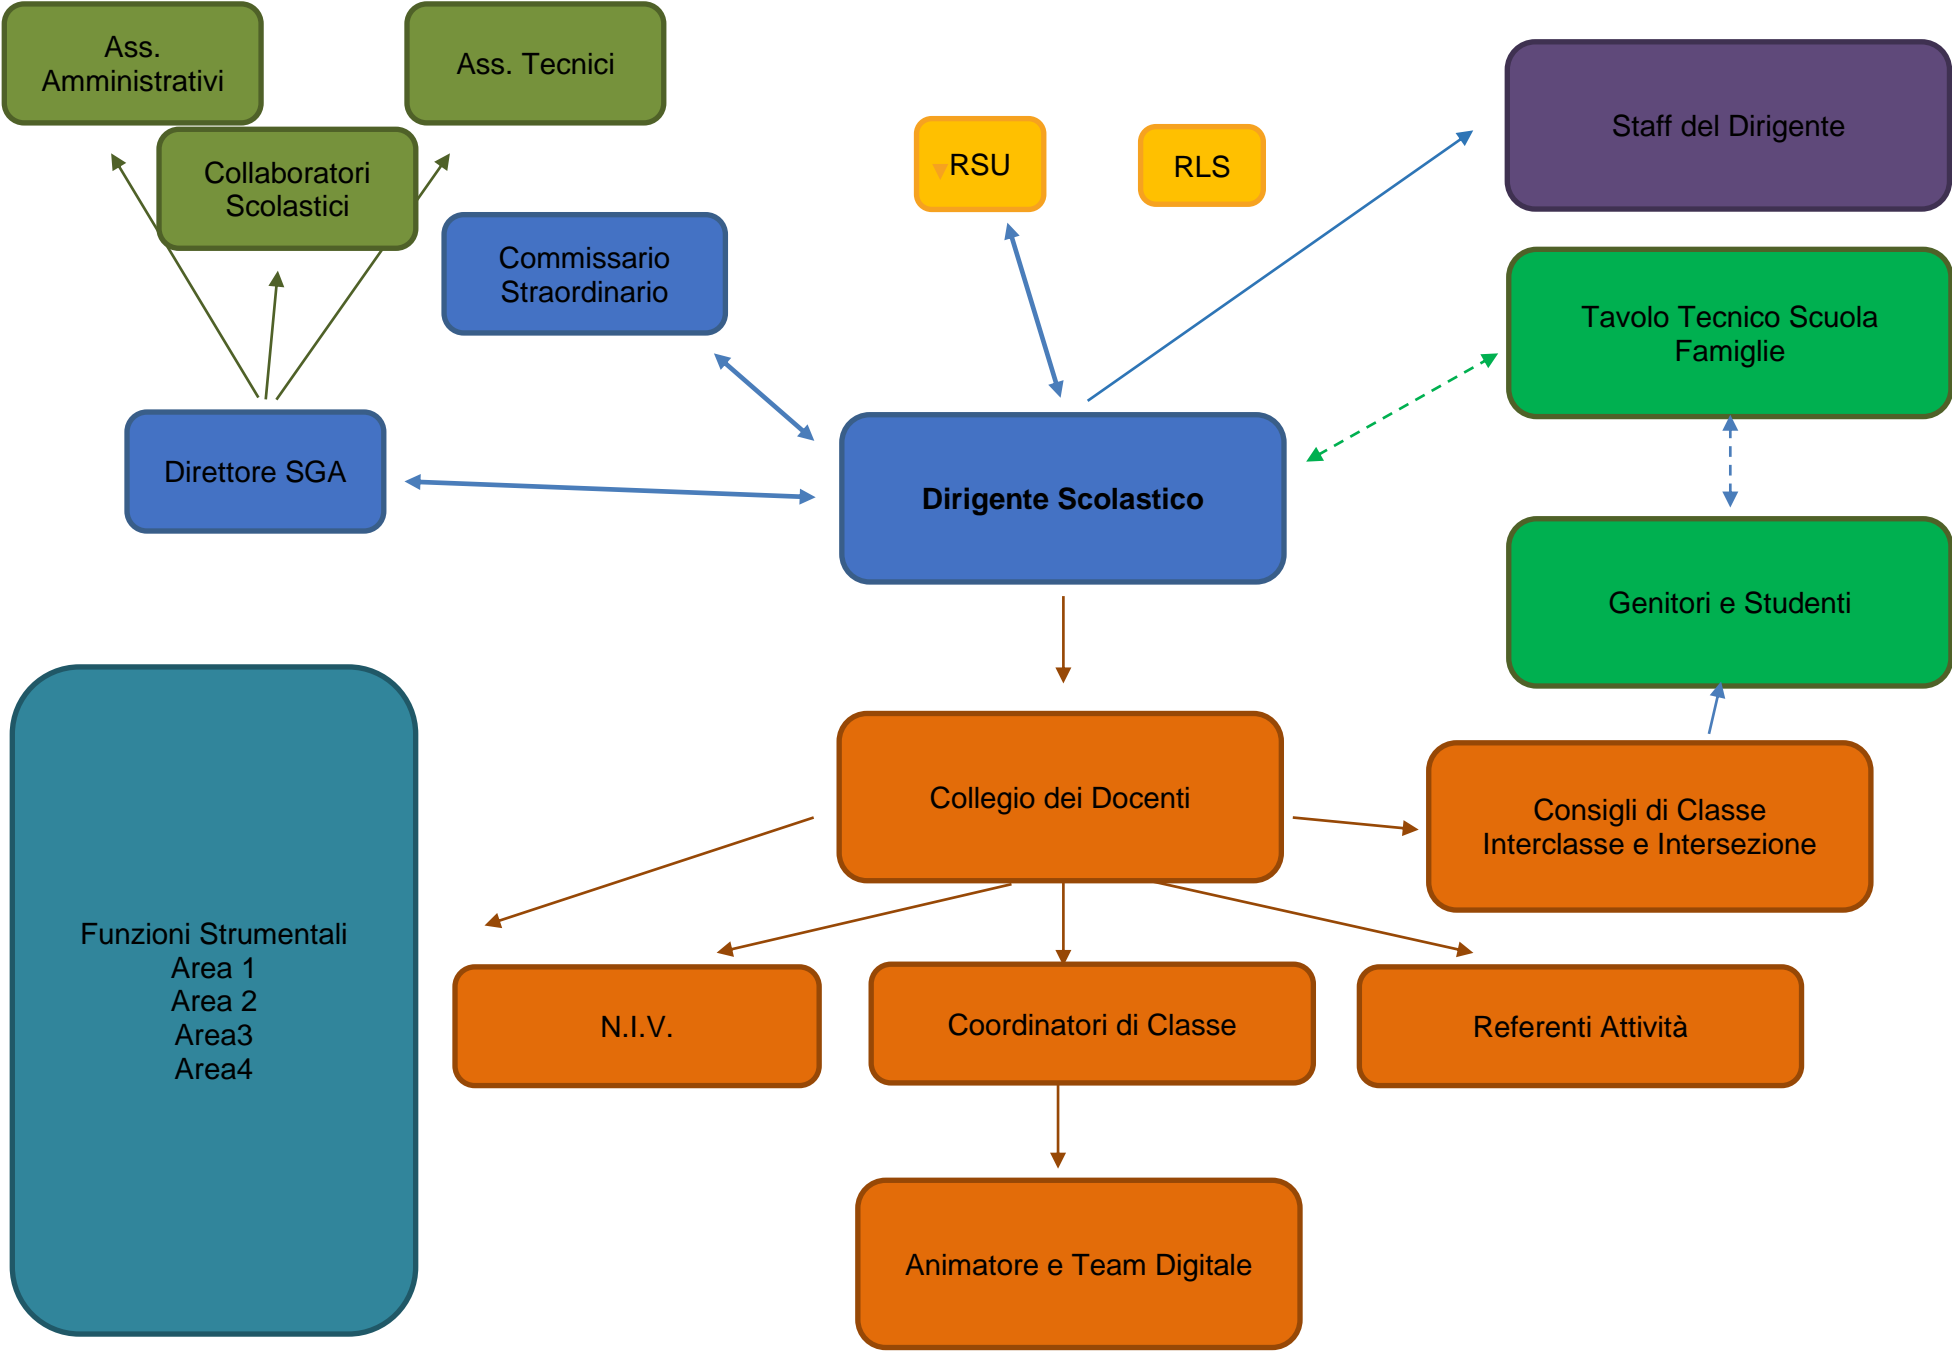 Ass.
Amministrativi
Ass. Tecnici
Collaboratori
Scolastici
Commissario
Straordinario
RSU
RLS
Staff del Dirigente
Tavolo Tecnico Scuola
Famiglie
Direttore SGA
Dirigente Scolastico
Genitori e Studenti
Collegio dei Docenti
Consigli di Classe
Interclasse e Intersezione
Funzioni Strumentali
Area 1
Area 2
Area3
Area4
N.I.V.
Coordinatori di Classe
Referenti Attività
Animatore e Team Digitale